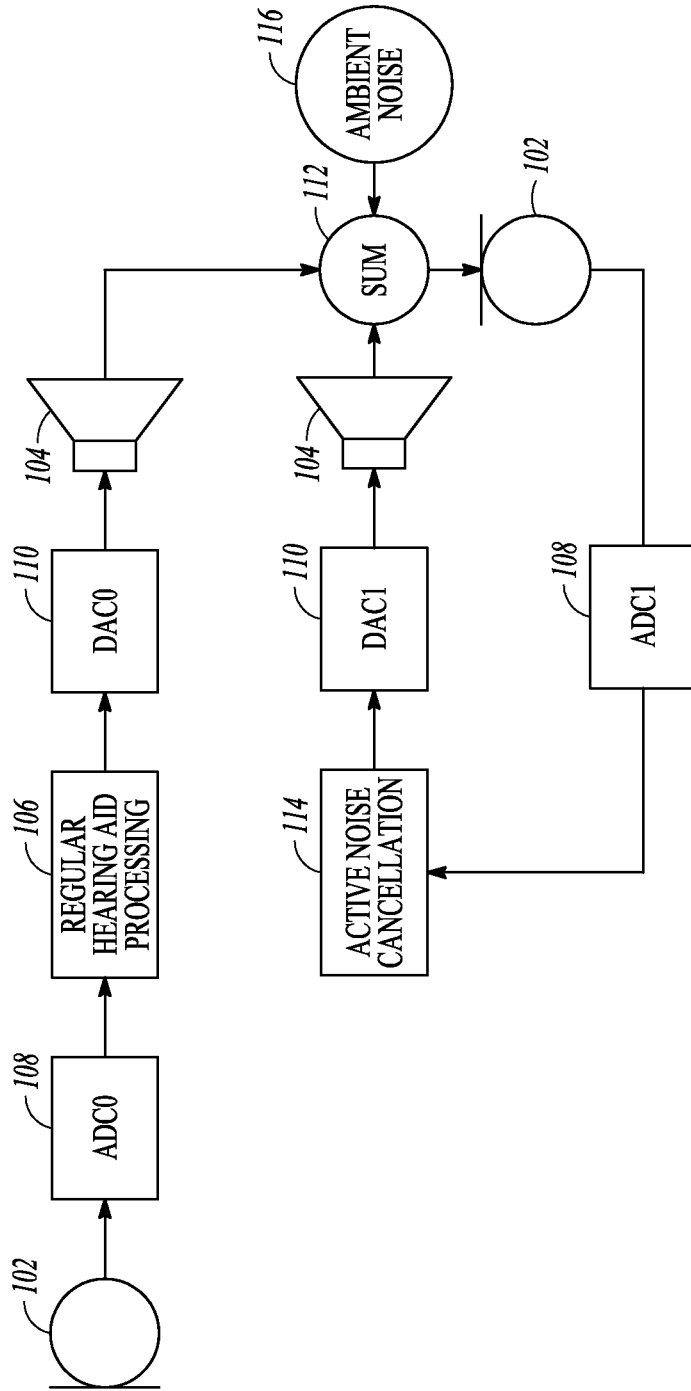 102
108
ADC0
106
REGULAR
HEARING AID
PROCESSING
110
DAC0
104
114
ACTIVE NOISE
CANCELLATION
110
DAC1
104
112
SUM
116
AMBIENT
NOISE
108
ADC1
102